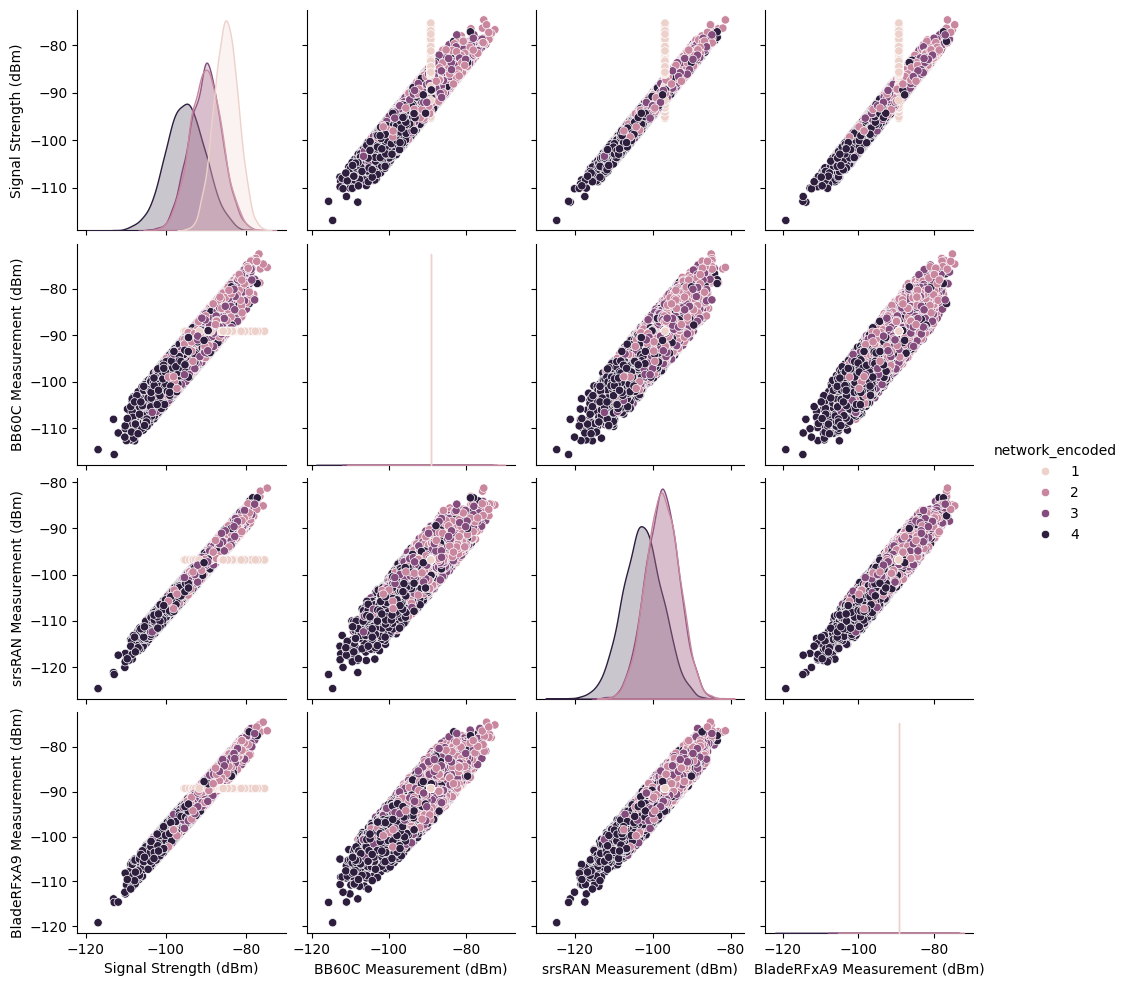 −80
−90
−100
−110
Signal Strength (dBm)
−80
−90
−100
−110
BB60C Measurement (dBm)
−80
−90
−100
−110
−120
srsRAN Measurement (dBm)
−80
−90
−100
−110
−120
BladeRFxA9 Measurement (dBm)
−120 −100 −80
Signal Strength (dBm)
−120 −100 −80
BB60C Measurement (dBm)
−120 −100 −80
srsRAN Measurement (dBm)
−120 −100 −80
BladeRFxA9 Measurement (dBm)
network_encoded
1
2
3
4